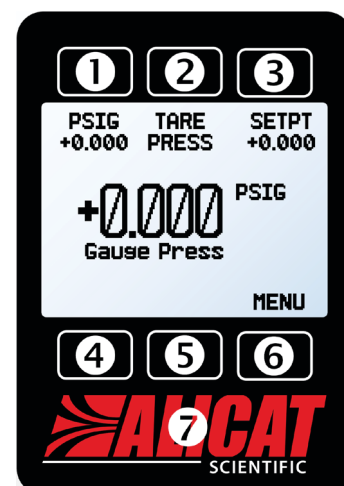 1 2 3
PSIG TARE SETPT
+0.000 PRESS +0.000
+0.000 PSIG
Gauge Press
MENU
4 5 6
7
ALICAT
SCIENTIFIC